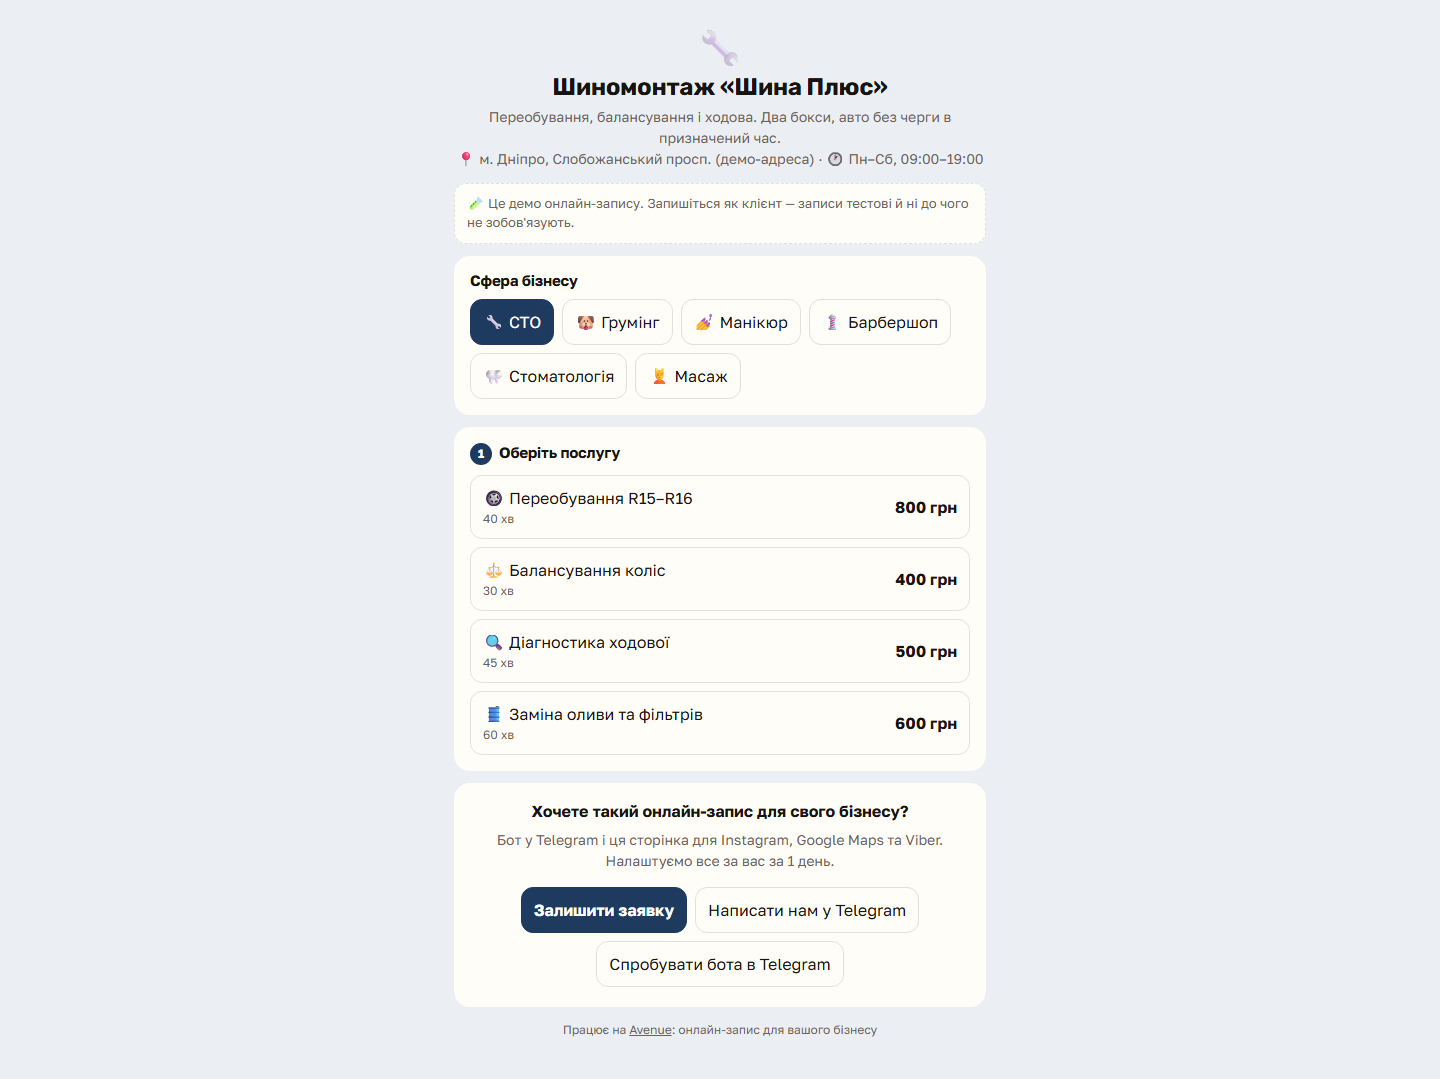 Шиномонтаж «Шина Плюс»
Переобування, балансування і ходова. Два бокси, авто без черги в
призначений час.
📍 м. Дніпро, Слобожанський просп. (демо-адреса) · 🕐 Пн–Сб, 09:00–19:00
🧪 Це демо онлайн-запису. Запишіться як клієнт — записи тестові й ні до чого
не зобов'язують.
Сфера бізнесу
🔧 СТО
🐶 Грумінг
💅 Манікюр
💈 Барбершоп
🦷 Стоматологія
💆 Масаж
1 Оберіть послугу
🛞 Переобування R15–R16
40 хв
800 грн
⚖️ Балансування коліс
30 хв
400 грн
🔍 Діагностика ходової
45 хв
500 грн
🛢️ Заміна оливи та фільтрів
60 хв
600 грн
Хочете такий онлайн-запис для свого бізнесу?
Бот у Telegram і ця сторінка для Instagram, Google Maps та Viber.
Налаштуємо все за вас за 1 день.
Залишити заявку
Написати нам у Telegram
Спробувати бота в Telegram
Працює на Avenue: онлайн-запис для вашого бізнесу